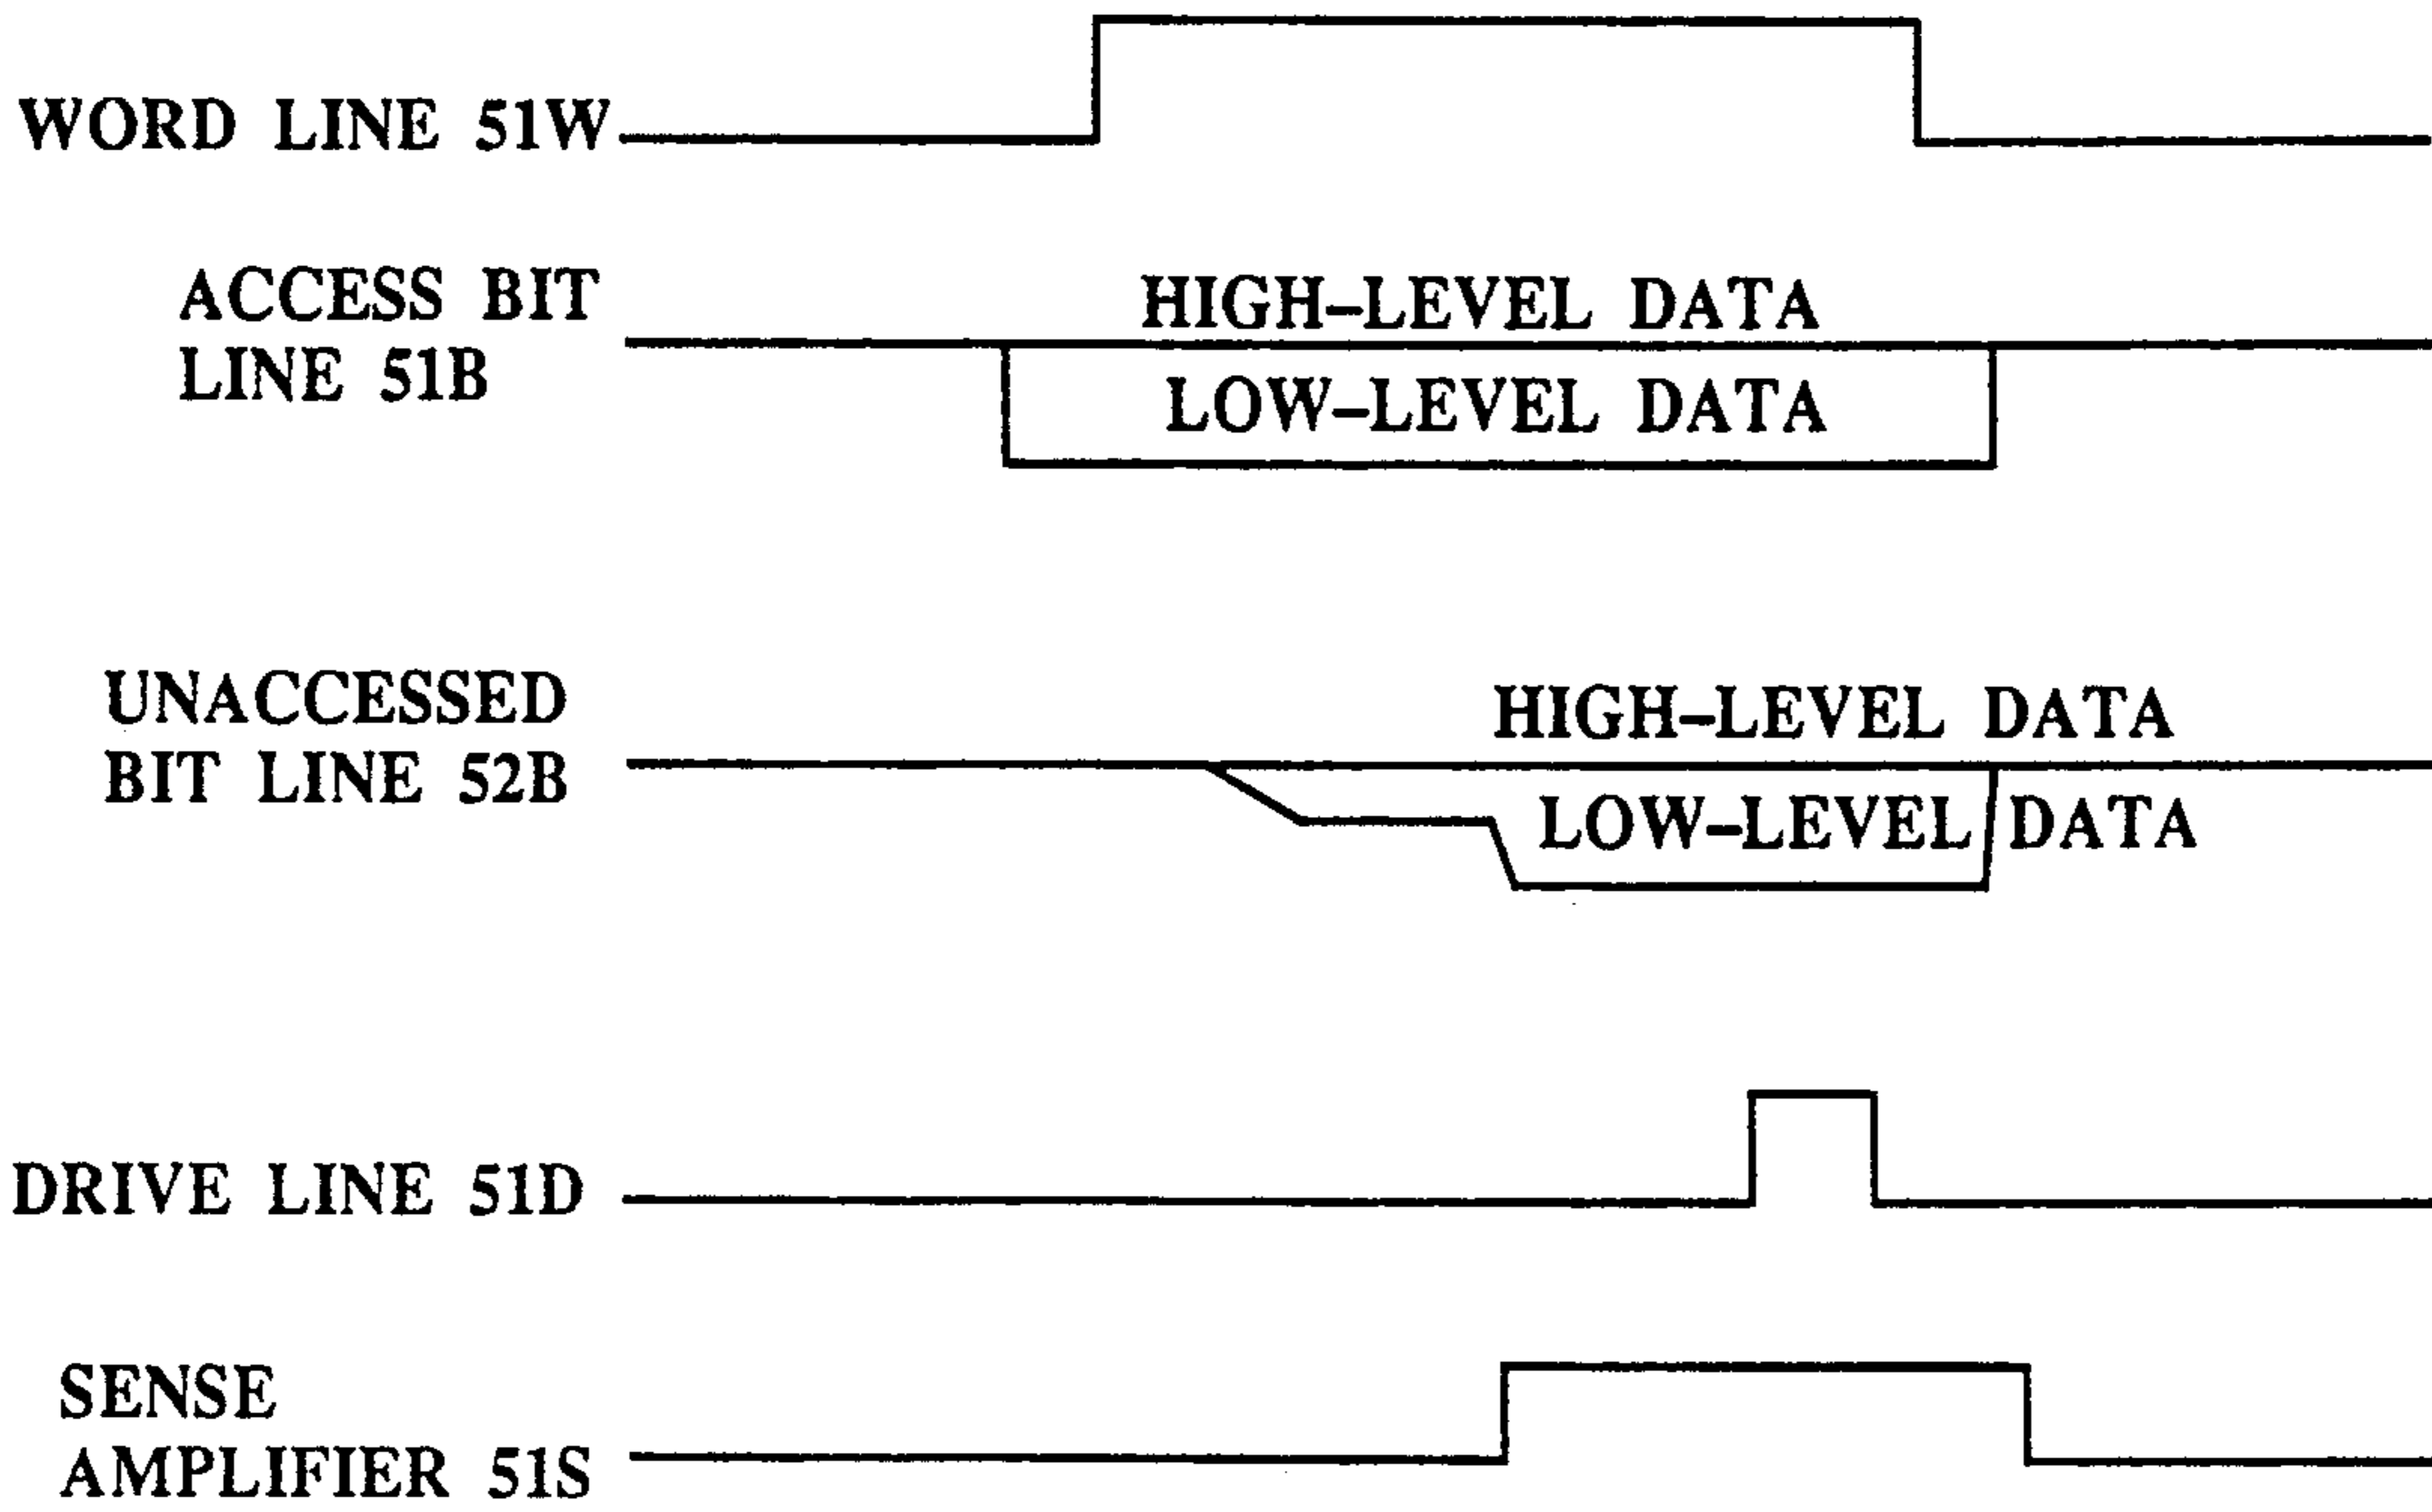 WORD LINE 51W
ACCESS BIT
LINE 51B
HIGH–LEVEL DATA
LOW–LEVEL DATA
UNACCESSED
BIT LINE 52B
HIGH–LEVEL DATA
LOW–LEVEL DATA
DRIVE LINE 51D
SENSE
AMPLIFIER 51S